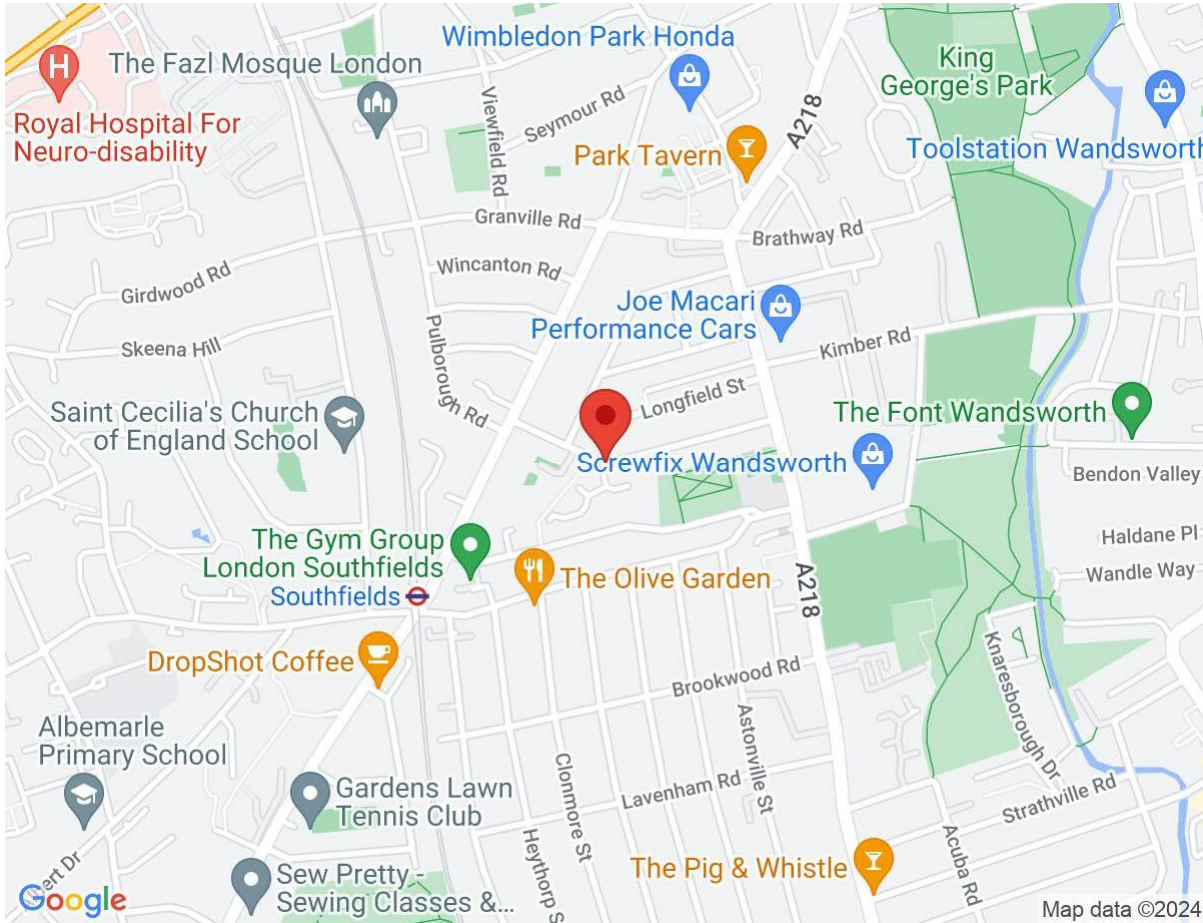 Wimbledon Park Honda
King
George's Park
The Fazl Mosque London
Royal Hospital For
Neuro-disability
Viewfield Rd
Seymour Rd
A218
Park Tavern
Toolstation Wandsworth
Granville Rd
Brathway Rd
Wincanton Rd
Girdwood Rd
Joe Macari
Performance Cars
Skeena Hill
Pulborough Rd
Kimber Rd
Longfield St
Saint Cecilia's Church
of England School
The Font Wandsworth
Screwfix Wandsworth
Bendon Valley
The Gym Group
London Southfields
Haldane Pl
Southfields
The Olive Garden
A218
Wandle Way
DropShot Coffee
Brookwood Rd
Knaresborough Dr
Albemarle
Primary School
Astonville St
Clonmore St
Gardens Lawn
Tennis Club
Lavenham Rd
Strathville Rd
Heythorp S
Acuba Rd
The Pig & Whistle
ert Dr
Sew Pretty -
Sewing Classes &...
Google
Map data ©2024